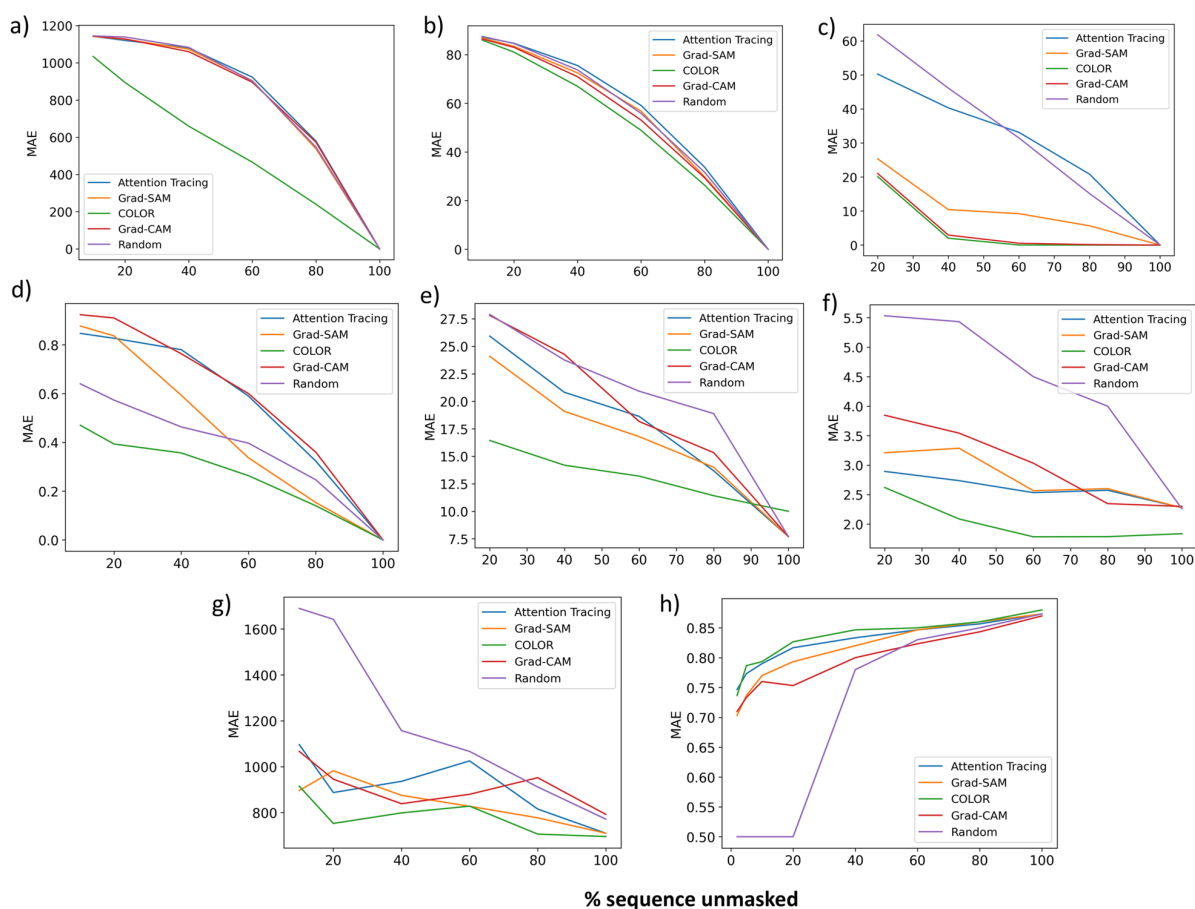 a)
1200
1000
800
600
400
200
0
MAE
Attention Tracing
Grad-SAM
COLOR
Grad-CAM
Random
20 40 60 80 100
b)
80
60
40
20
0
MAE
Attention Tracing
Grad-SAM
COLOR
Grad-CAM
Random
20 40 60 80 100
c)
60
50
40
30
20
10
0
MAE
Attention Tracing
Grad-SAM
COLOR
Grad-CAM
Random
20 30 40 50 60 70 80 90 100
d)
0.8
0.6
0.4
0.2
0.0
MAE
Attention Tracing
Grad-SAM
COLOR
Grad-CAM
Random
20 40 60 80 100
e)
27.5
25.0
22.5
20.0
17.5
15.0
12.5
10.0
7.5
MAE
Attention Tracing
Grad-SAM
COLOR
Grad-CAM
Random
20 30 40 50 60 70 80 90 100
f)
5.5
5.0
4.5
4.0
3.5
3.0
2.5
2.0
MAE
Attention Tracing
Grad-SAM
COLOR
Grad-CAM
Random
20 30 40 50 60 70 80 90 100
g)
1600
1400
1200
1000
800
MAE
Attention Tracing
Grad-SAM
COLOR
Grad-CAM
Random
20 40 60 80 100
h)
0.85
0.80
0.75
0.70
0.65
0.60
0.55
0.50
MAE
Attention Tracing
Grad-SAM
COLOR
Grad-CAM
Random
0 20 40 60 80 100
% sequence unmasked